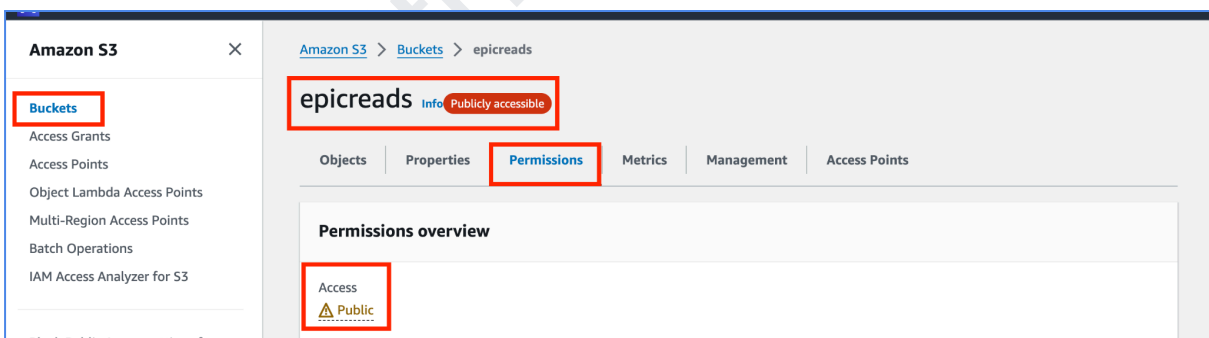 Amazon S3
Buckets
Access Grants
Access Points
Object Lambda Access Points
Multi-Region Access Points
Batch Operations
IAM Access Analyzer for S3
Amazon S3 > Buckets > epicreads
epicreads Info Publicly accessible
Objects Properties Permissions Metrics Management Access Points
Permissions overview
Access
Public